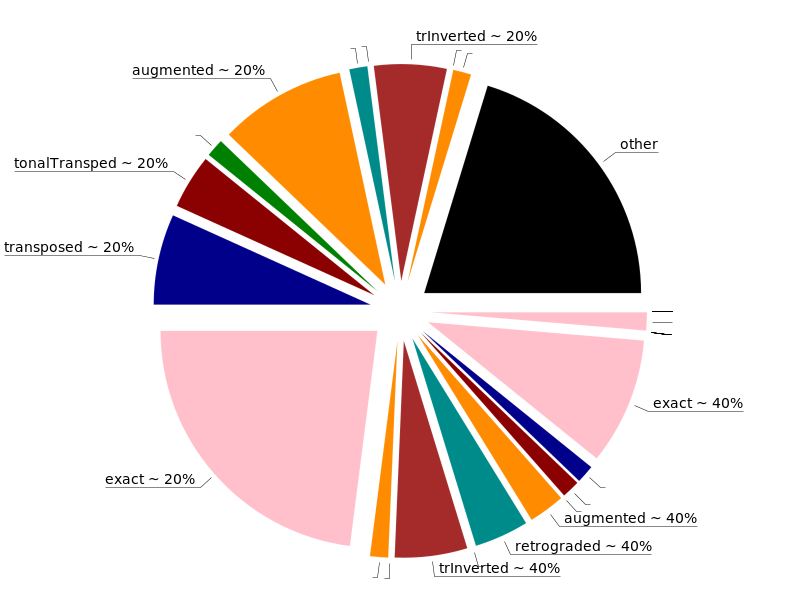 trInverted ~ 20%
augmented ~ 20%
other
tonalTransped ~ 20%
transposed ~ 20%
exact ~ 40%
exact ~ 20%
augmented ~ 40%
retrograded ~ 40%
trInverted ~ 40%